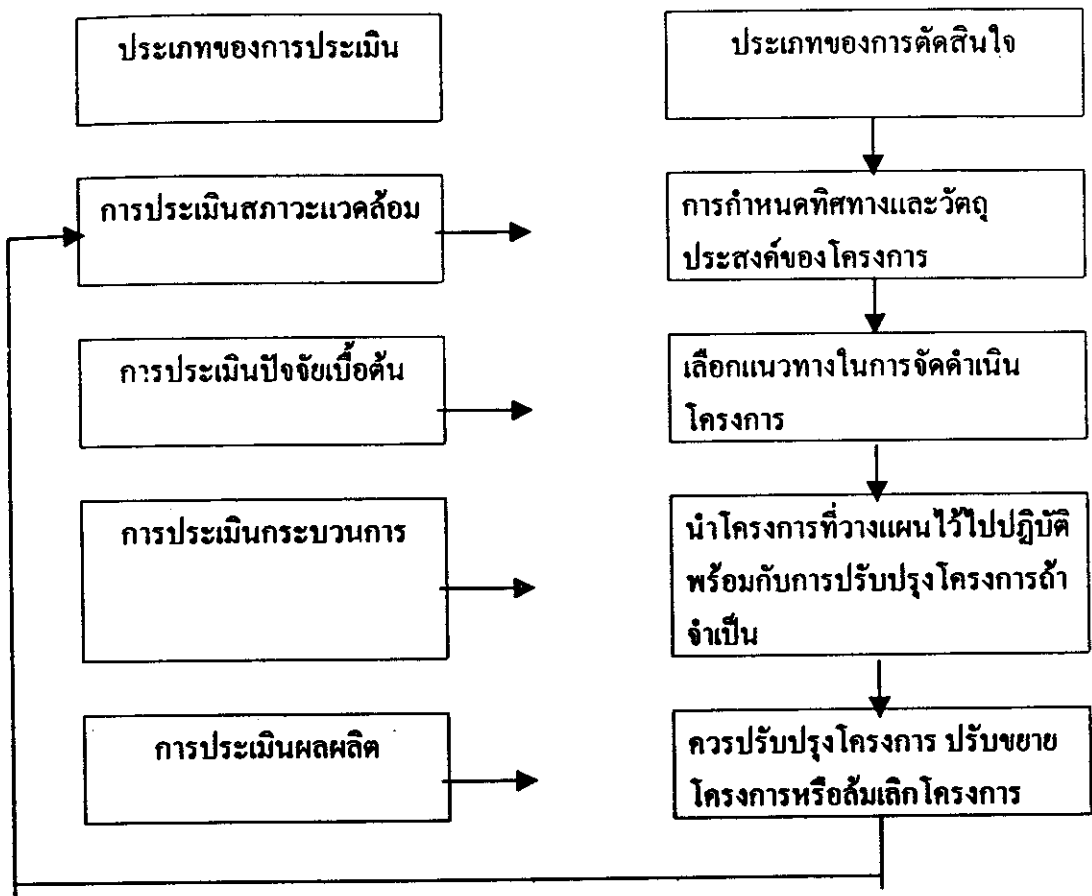 ประเภทของการประเมิน
ประเภทของการตัดสินใจ
การประเมินสภาวะแวดล้อม
การกำหนดทิศทางและวัตถุ
ประสงค์ของโครงการ
การประเมินปัจจัยเบื้อต้น
เลือกแนวทางในการจัดดำเนิน
โครงการ
การประเมินกระบวนการ
นำโครงการที่วางแผนไว้ไปปฏิบัติ
พร้อมกับการปรับปรุงโครงการถ้า
จำเป็น
การประเมินผลผลิต
ควรปรับปรุงโครงการ ปรับขยาย
โครงการหรือล้มเลิกโครงการ